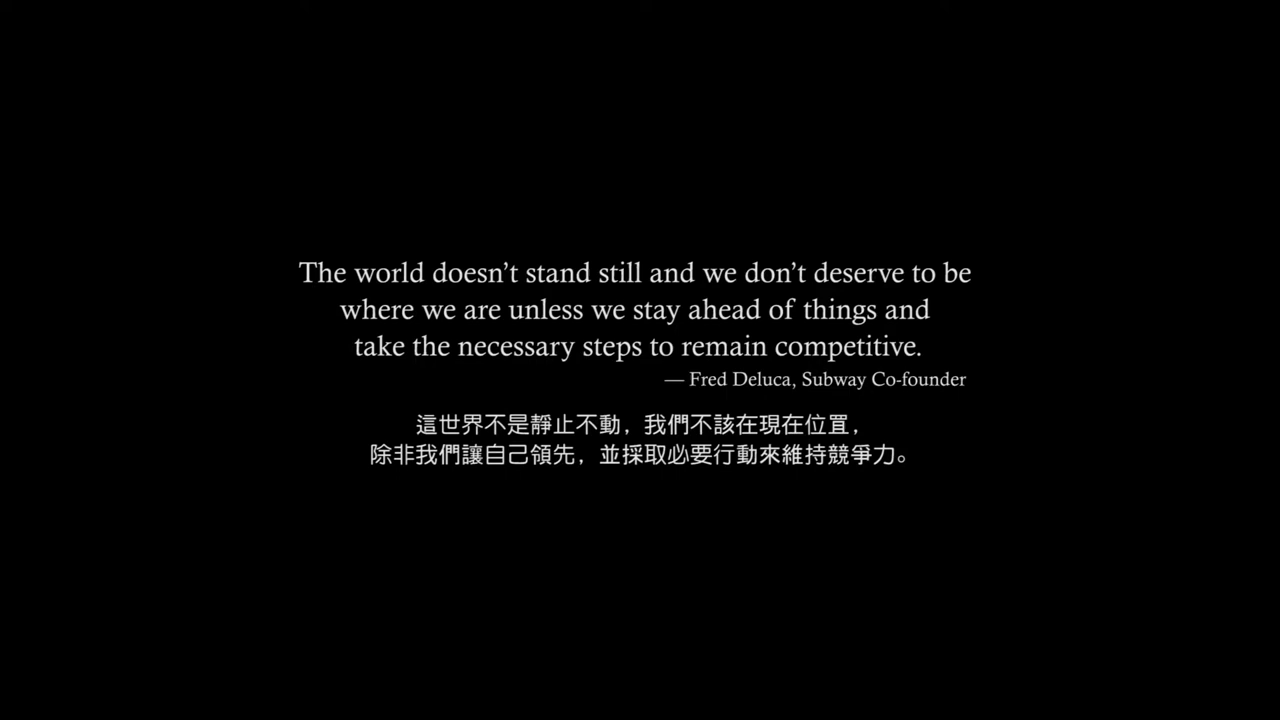 The world doesn’t stand still and we don’t deserve to be
where we are unless we stay ahead of things and
take the necessary steps to remain competitive.
— Fred Deluca, Subway Co-founder
這世界不是靜止不動，我們不該在現在位置，
除非我們讓自己領先，並採取必要行動來維持競爭力。